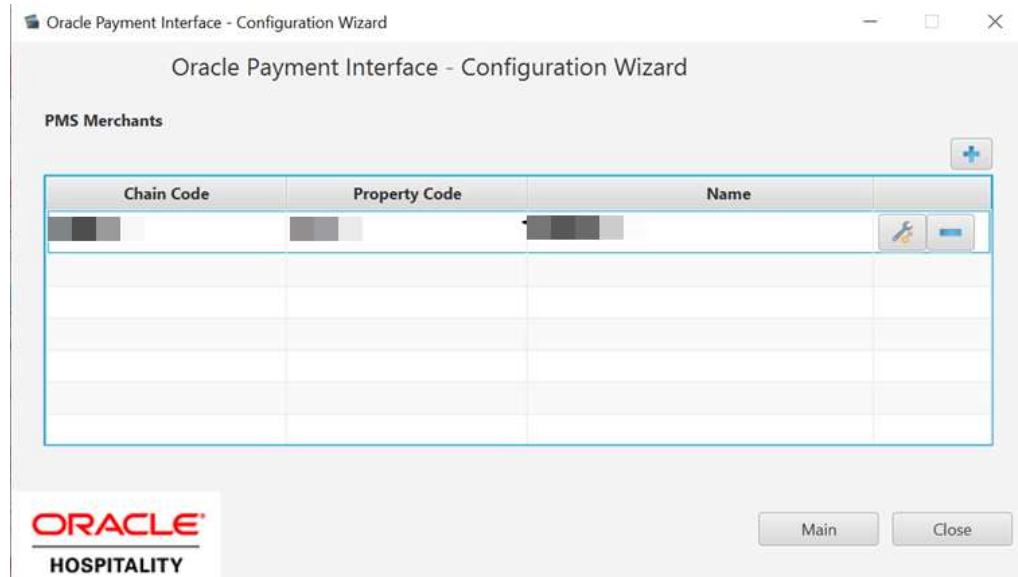 Oracle Payment Interface - Configuration Wizard
Oracle Payment Interface - Configuration Wizard
PMS Merchants
Chain Code Property Code Name
Main Close
ORACLE
HOSPITALITY